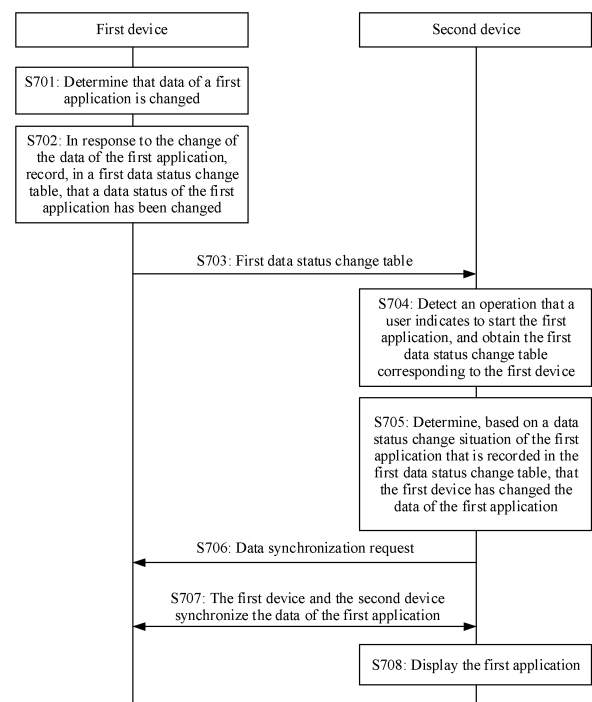 First device
Second device
S701: Determine that data of a first
application is changed
S702: In response to the change of
the data of the first application,
record, in a first data status change
table, that a data status of the first
application has been changed
S703: First data status change table
S704: Detect an operation that a
user indicates to start the first
application, and obtain the first
data status change table
corresponding to the first device
S705: Determine, based on a data
status change situation of the first
application that is recorded in the
first data status change table, that
the first device has changed the
data of the first application
S706: Data synchronization request
S707: The first device and the second device
synchronize the data of the first application
S708: Display the first application